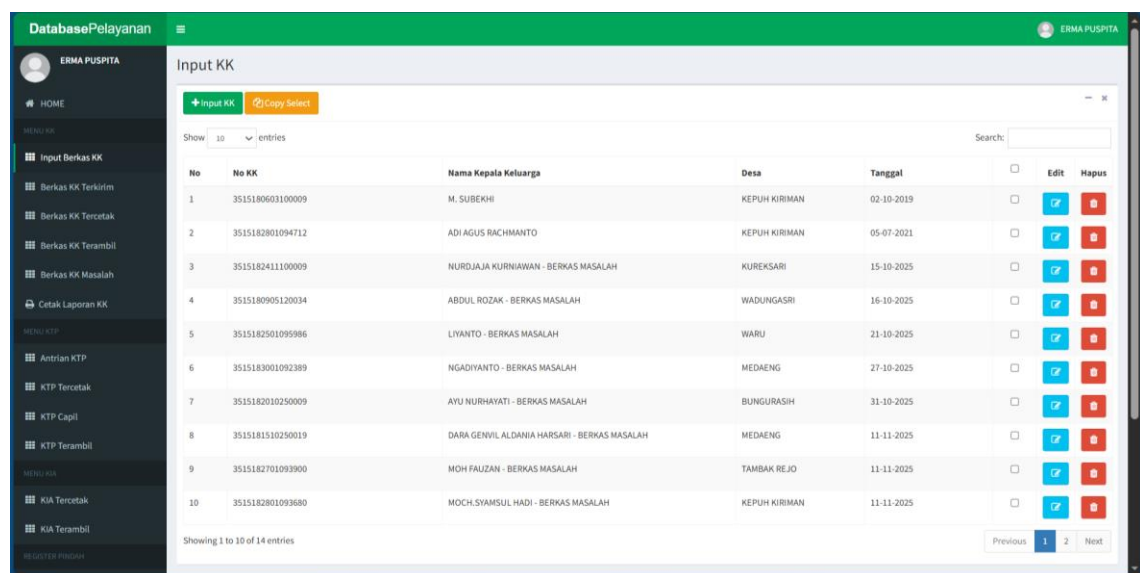 DatabasePelayanan
ERMA PUSPITA
ERMA PUSPITA
HOME
MENU KK
Input Berkas KK
Berkas KK Terkirim
Berkas KK Tercetak
Berkas KK Terambil
Berkas KK Masalah
Cetak Laporan KK
MENU KTP
Antrian KTP
KTP Tercetak
KTP Capil
KTP Terambil
MENU KIA
KIA Tercetak
KIA Terambil
REGISTER PINDAH
Input KK
Input KK Copy Select
Show 10 entries Search:
No No KK Nama Kepala Keluarga Desa Tanggal Edit Hapus
1 3515180603100009 M. SUBEKHI KEPUH KIRIMAN 02-10-2019
2 3515182801094712 ADI AGUS RACHMANTO KEPUH KIRIMAN 05-07-2021
3 3515182411100009 NURDJAJA KURNIAWAN - BERKAS MASALAH KUREKSARI 15-10-2025
4 3515180905120034 ABDUL ROZAK - BERKAS MASALAH WADUNGASRI 16-10-2025
5 3515182501095986 LIYANTO - BERKAS MASALAH WARU 21-10-2025
6 3515183001092389 NGADIYANTO - BERKAS MASALAH MEDAENG 27-10-2025
7 3515182010250009 AYU NURHAYATI - BERKAS MASALAH BUNGURASIH 31-10-2025
8 3515181510250019 DARA GENVIL ALDANIA HARSARI - BERKAS MASALAH MEDAENG 11-11-2025
9 3515182701093900 MOH FAUZAN - BERKAS MASALAH TAMBAK REJO 11-11-2025
10 3515182801093680 MOCH.SYAMSUL HADI - BERKAS MASALAH KEPUH KIRIMAN 11-11-2025
Showing 1 to 10 of 14 entries Previous 1 2 Next